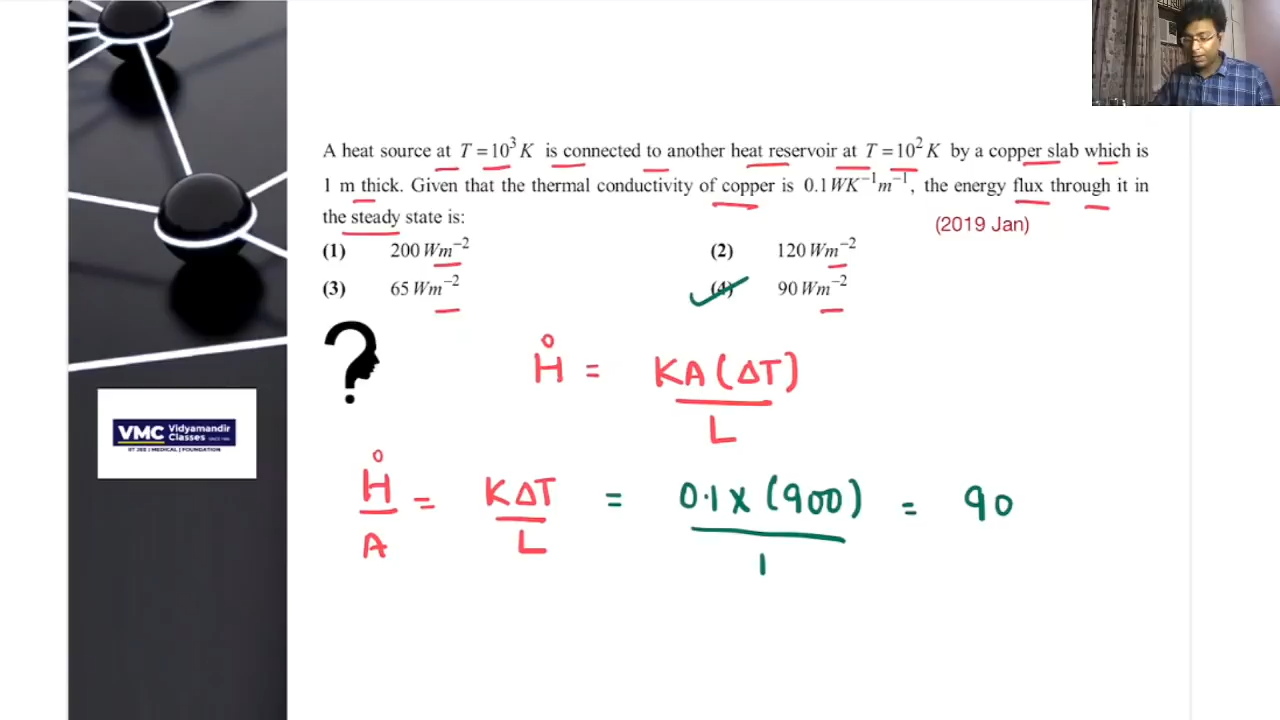 A heat source at T = 10³ K is connected to another heat reservoir at T = 10² K by a copper slab which is
1 m thick. Given that the thermal conductivity of copper is 0.1 WK⁻¹m⁻¹, the energy flux through it in
the steady state is:
(2019 Jan)
(1) 200 Wm⁻² (2) 120 Wm⁻²
(3) 65 Wm⁻² (4) 90 Wm⁻²
H̊ = KA(ΔT)
L
H̊/A = KΔT/L = 0.1 x (900)/1 = 90
VMC Vidyamandir
Classes SINCE 1986
IIT JEE | MEDICAL | FOUNDATION